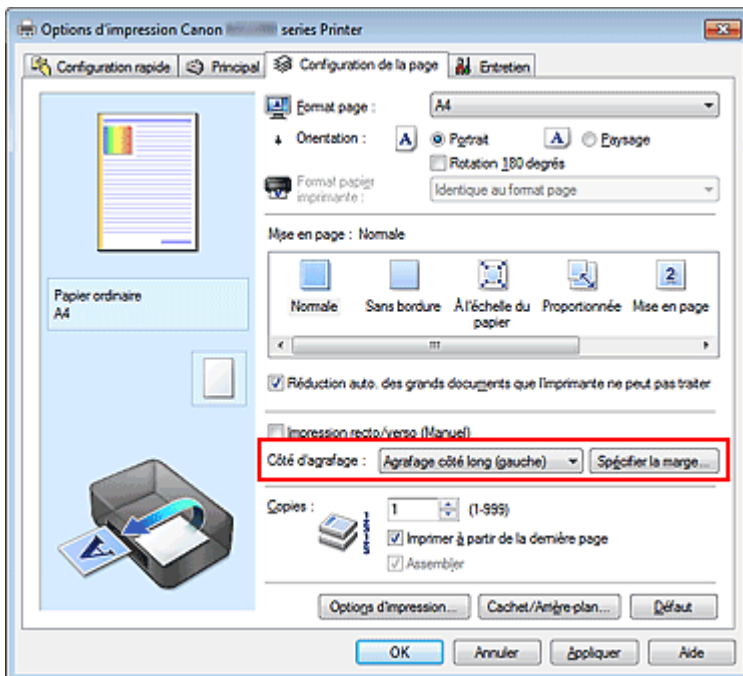 Options d'impression Canon series Printer
Configuration rapide Principal Configuration de la page Entretien
Format page : A4
Orientation : A Portrait A Paysage
Rotation 180 degrés
Format papier
imprimante : Identique au format page
Mise en page : Normale
2
Normale Sans bordure À l'échelle du Proportionnée Mise en page
papier
Papier ordinaire
A4
Réduction auto. des grands documents que l'imprimante ne peut pas traiter
Impression recto/verso (Manuel)
Côté d'agrafage : Agrafage côté long (gauche) Spécifier la marge...
Copies : 1 (1-999)
Imprimer à partir de la dernière page
Assembler
A
Options d'impression... Cachet/Arrière-plan... Défaut
OK Annuler Appliquer Aide